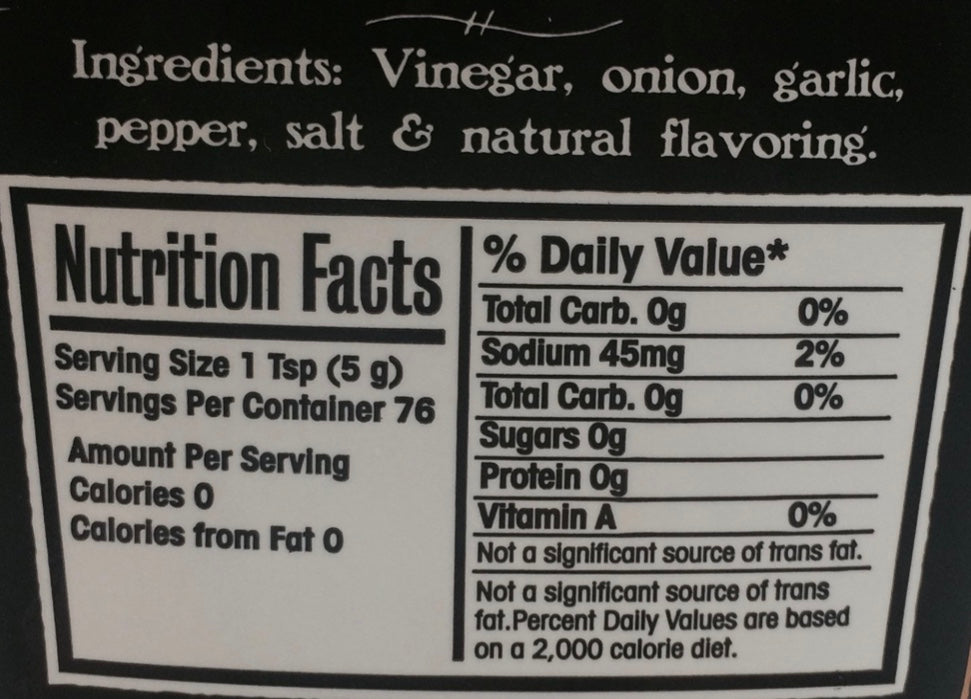 Ingredients: Vinegar, onion, garlic,
pepper, salt & natural flavoring.
Nutrition Facts
Serving Size 1 Tsp (5 g)
Servings Per Container 76
Amount Per Serving
Calories 0
Calories from Fat 0
% Daily Value*
Total Carb. 0g 0%
Sodium 45mg 2%
Total Carb. 0g 0%
Sugars 0g
Protein 0g
Vitamin A 0%
Not a significant source of trans fat.
Not a significant source of trans
fat.Percent Daily Values are based
on a 2,000 calorie diet.